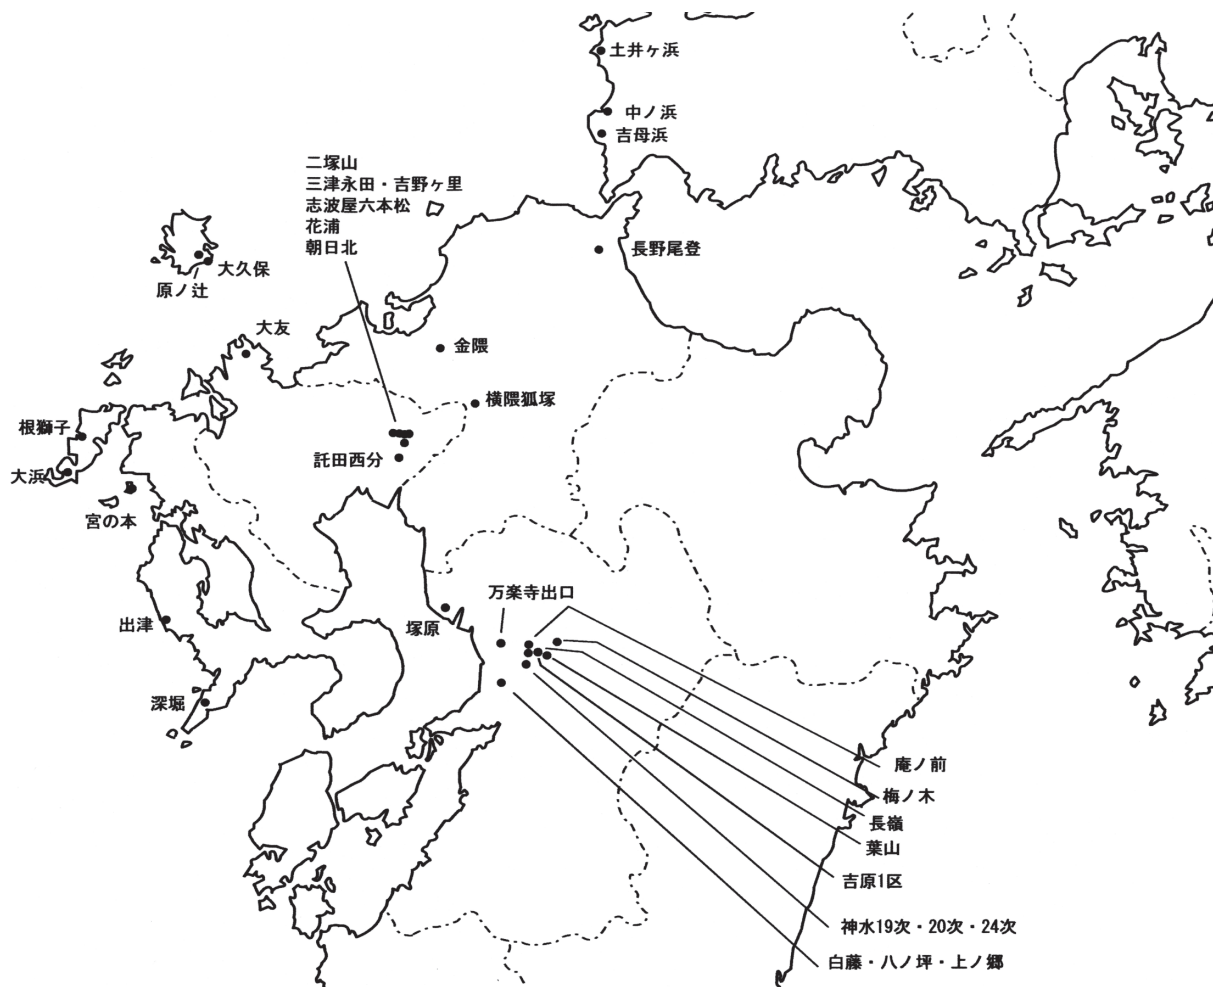 土井ヶ浜
中ノ浜
吉母浜
二塚山
三津永田・吉野ヶ里
志波屋六本松
花浦
朝日北
長野尾登
大久保
原ノ辻
大友
金隈
横隈狐塚
根獅子
託田西分
大浜
宮の本
万楽寺出口
出津
塚原
深堀
庵ノ前
梅ノ木
長嶺
葉山
吉原1区
神水19次・20次・24次
白藤・八ノ坪・上ノ郷